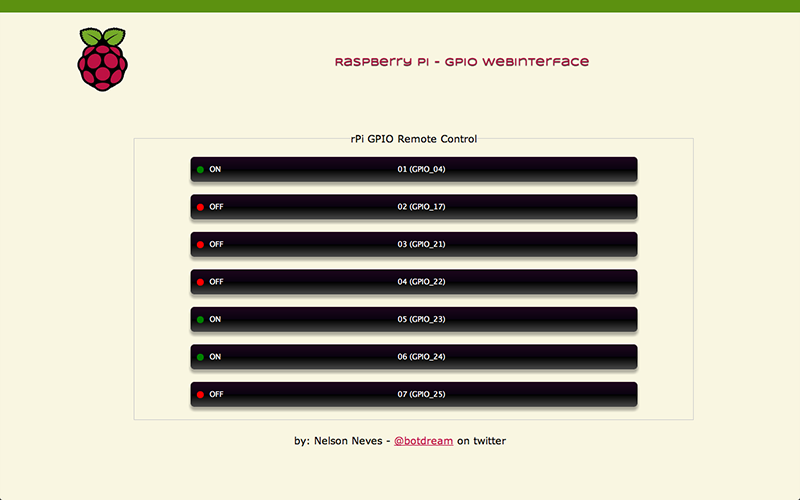 Raspberry Pi - GPIO Webinterface
rPi GPIO Remote Control
ON 01 (GPIO_04)
OFF 02 (GPIO_17)
OFF 03 (GPIO_21)
OFF 04 (GPIO_22)
ON 05 (GPIO_23)
ON 06 (GPIO_24)
OFF 07 (GPIO_25)
by: Nelson Neves - @botdream on twitter